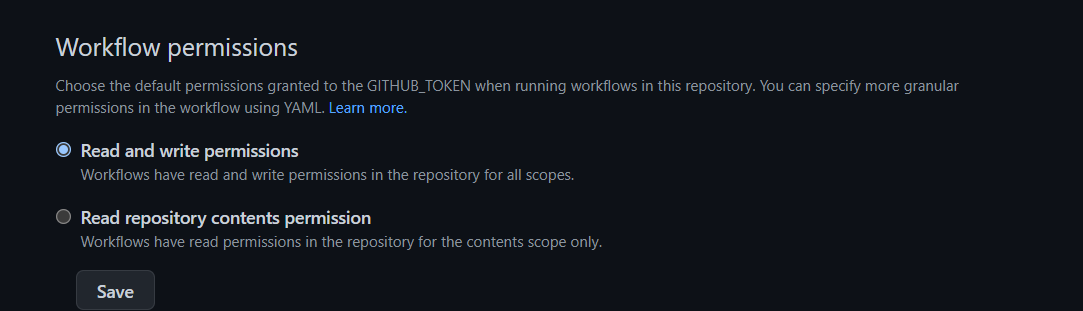 Workflow permissions
Choose the default permissions granted to the GITHUB_TOKEN when running workflows in this repository. You can specify more granular
permissions in the workflow using YAML. Learn more.
Read and write permissions
Workflows have read and write permissions in the repository for all scopes.
Read repository contents permission
Workflows have read permissions in the repository for the contents scope only.
Save